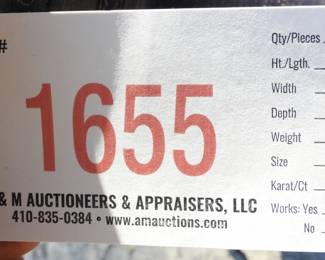 #
1655
& M AUCTIONEERS & APPRAISERS, LLC
410-835-0384 • www.amauctions.com
Qty/Pieces
Ht./Lgth.
Width
Depth
Weight
Size
Karat/Ct
Works: Yes
No